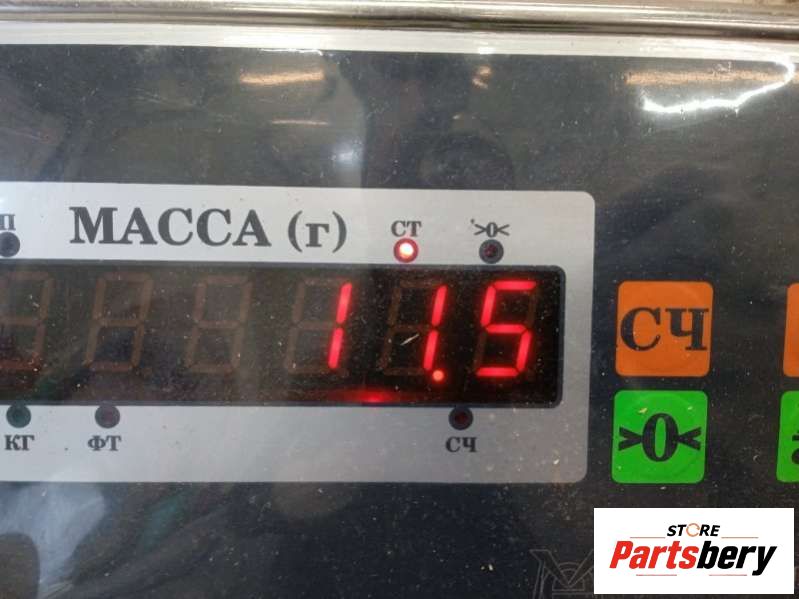 П
МАССА (г)
СТ
>0<
11.5
СЧ
>0<
КГ
ФТ
СЧ
STORE
Partsbery